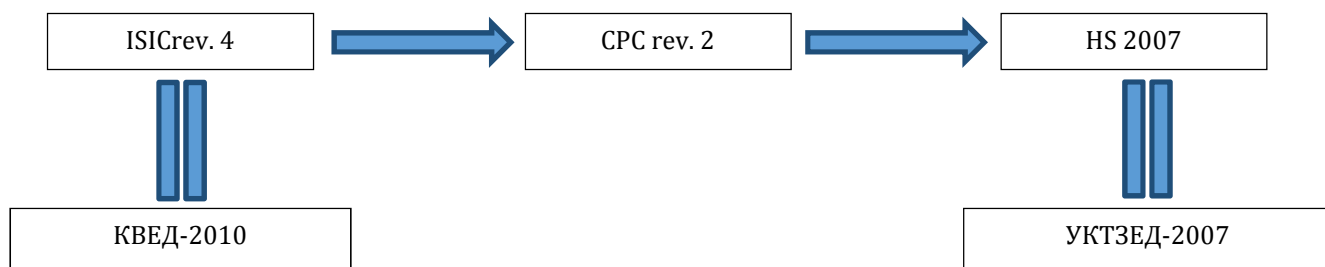 ISICrev. 4
CPC rev. 2
HS 2007
КВЕД-2010
УКТЗЕД-2007